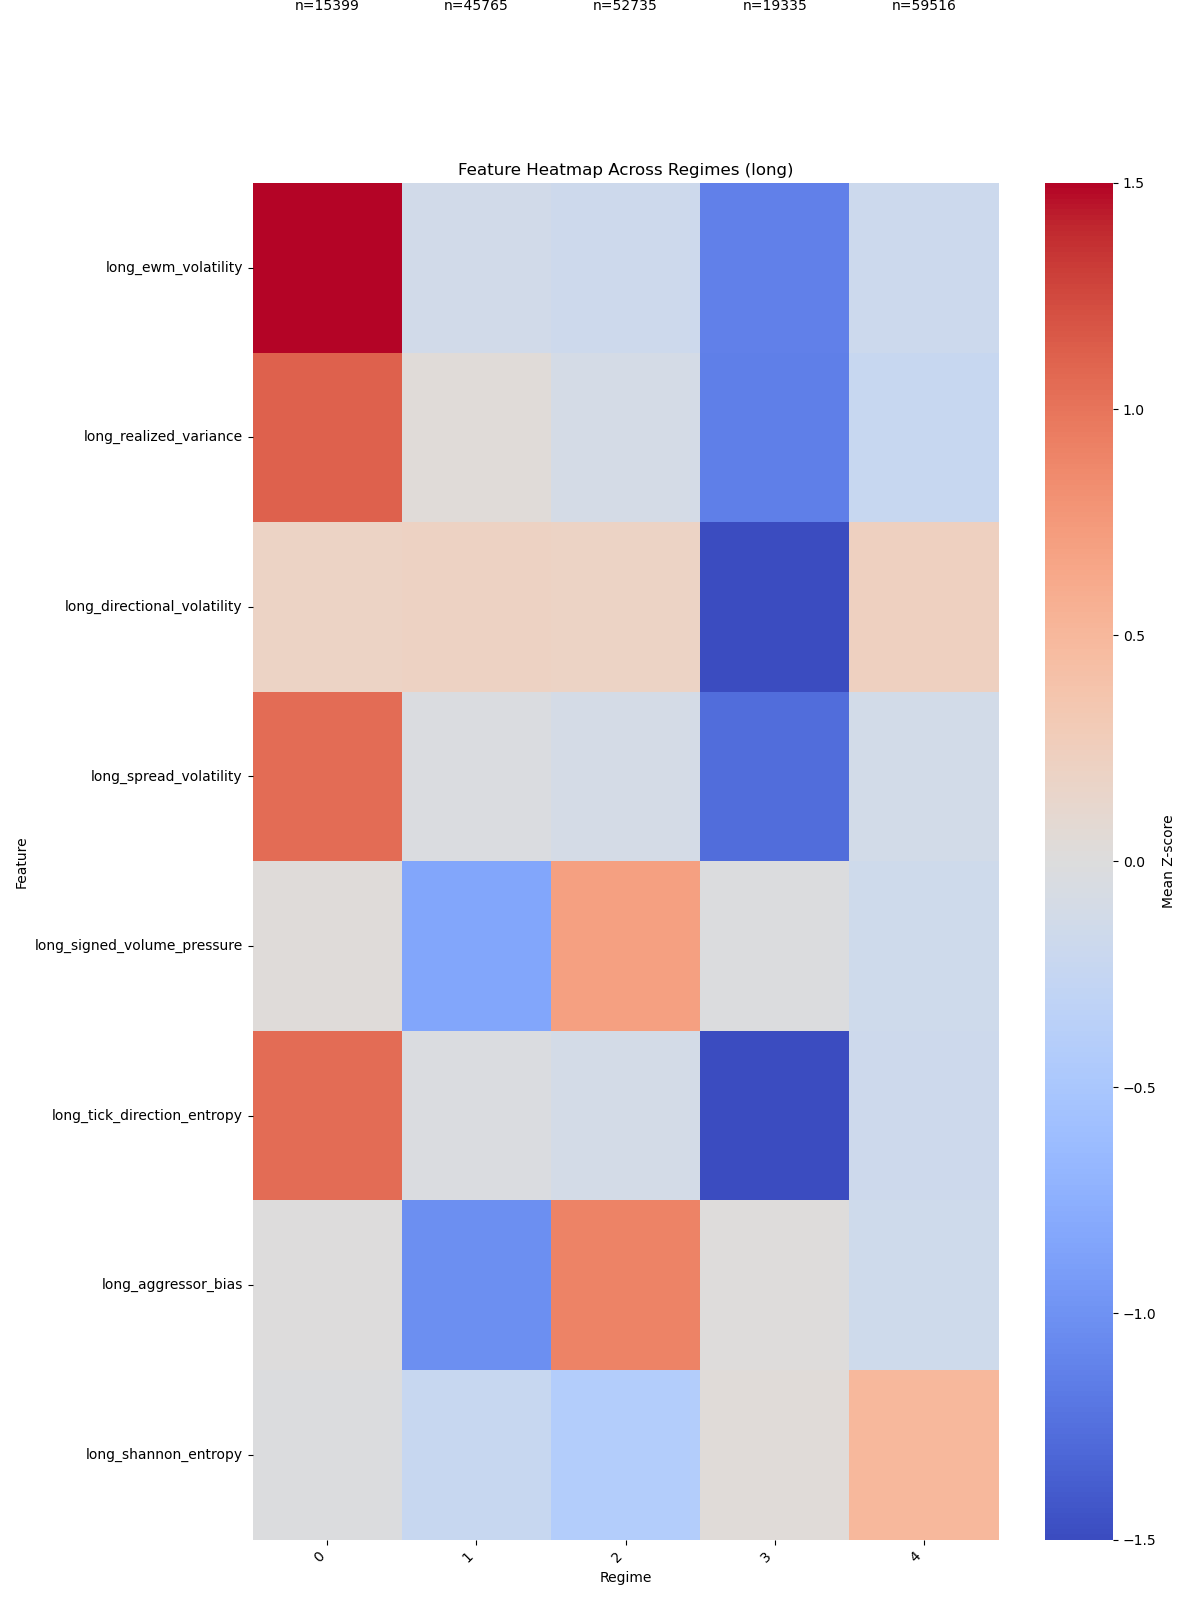 n=15399 n=45765 n=52735 n=19335 n=59516
Feature Heatmap Across Regimes (long)
long_ewm_volatility
long_realized_variance
long_directional_volatility
long_spread_volatility
long_signed_volume_pressure
long_tick_direction_entropy
long_aggressor_bias
long_shannon_entropy
Feature
0 1 2 3 4
Regime
1.5
1.0
0.5
0.0
−0.5
−1.0
−1.5
Mean Z-score